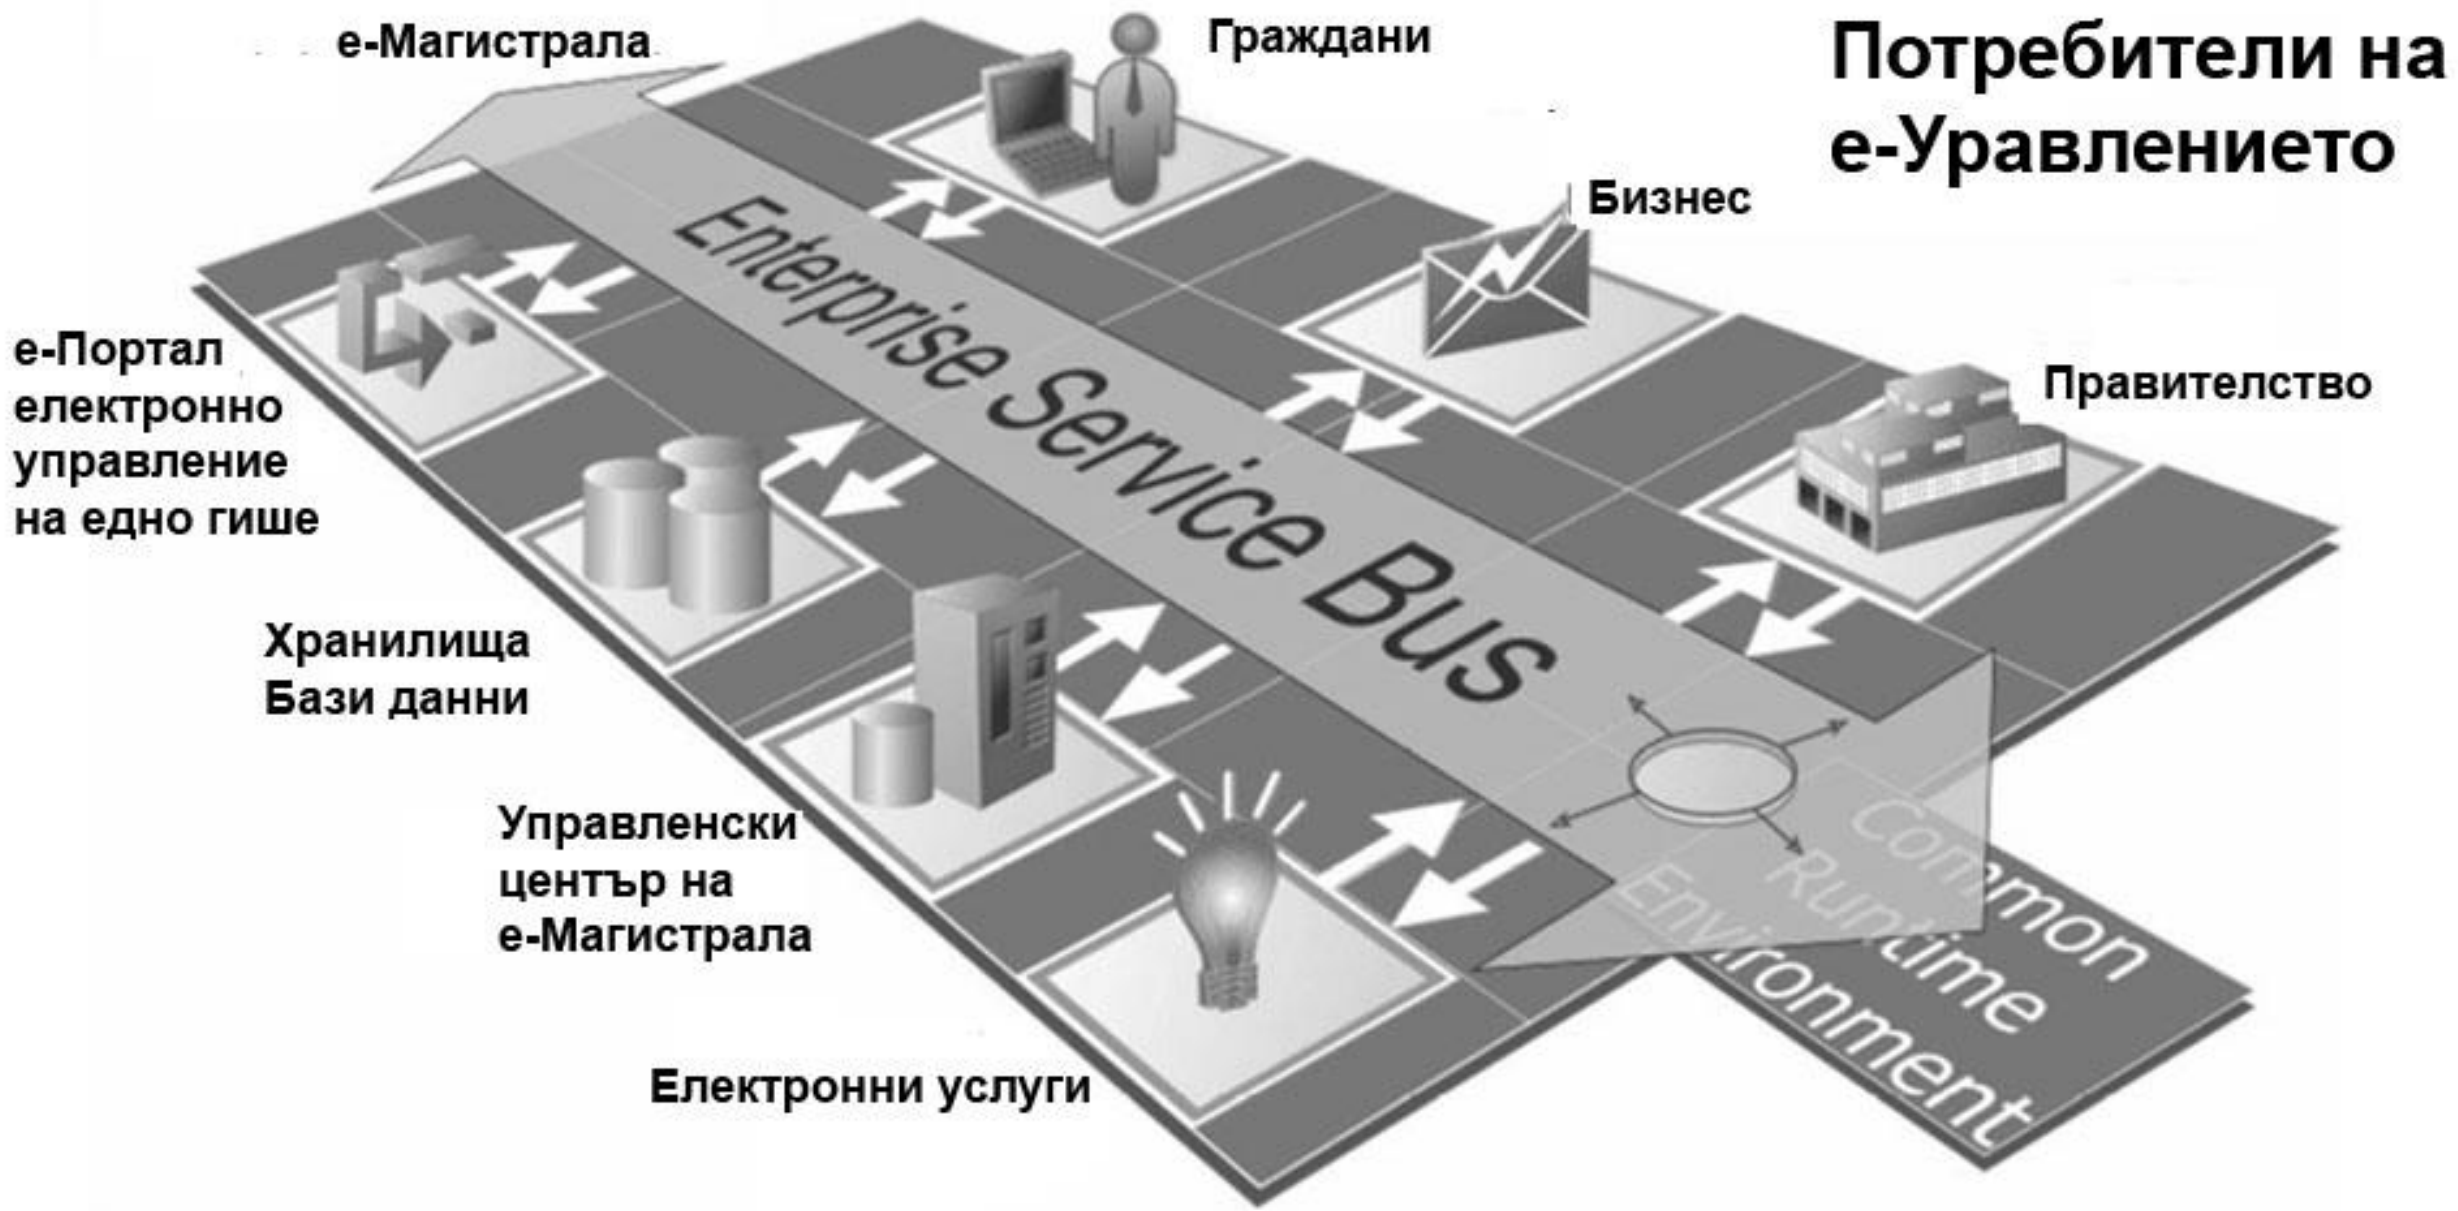 е-Магистрала
Граждани
Потребители на
е-Уравлението
Бизнес
Правителство
Enterprise Service Bus
е-Портал
електронно
управление
на едно гише
Хранилища
Бази данни
Управленски
център на
е-Магистрала
Електронни услуги
Common
Runtime
Environment